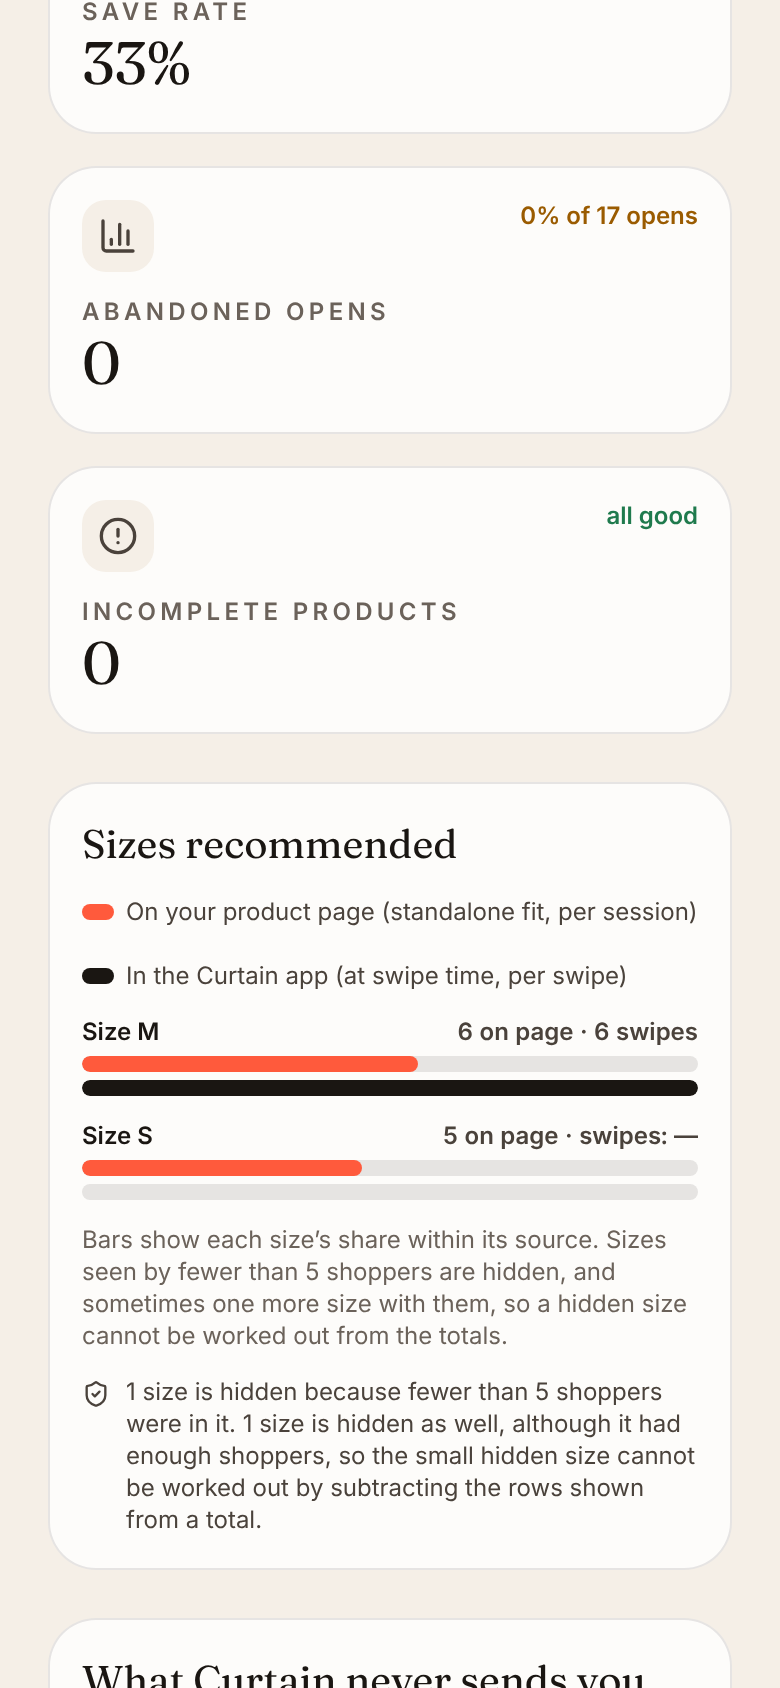 SAVE RATE
33%
0% of 17 opens
ABANDONED OPENS
0
all good
INCOMPLETE PRODUCTS
0
Sizes recommended
On your product page (standalone fit, per session)
In the Curtain app (at swipe time, per swipe)
Size M 6 on page · 6 swipes
Size S 5 on page · swipes: —
Bars show each size’s share within its source. Sizes
seen by fewer than 5 shoppers are hidden, and
sometimes one more size with them, so a hidden size
cannot be worked out from the totals.
1 size is hidden because fewer than 5 shoppers
were in it. 1 size is hidden as well, although it had
enough shoppers, so the small hidden size cannot
be worked out by subtracting the rows shown
from a total.
What Curtain never sends you